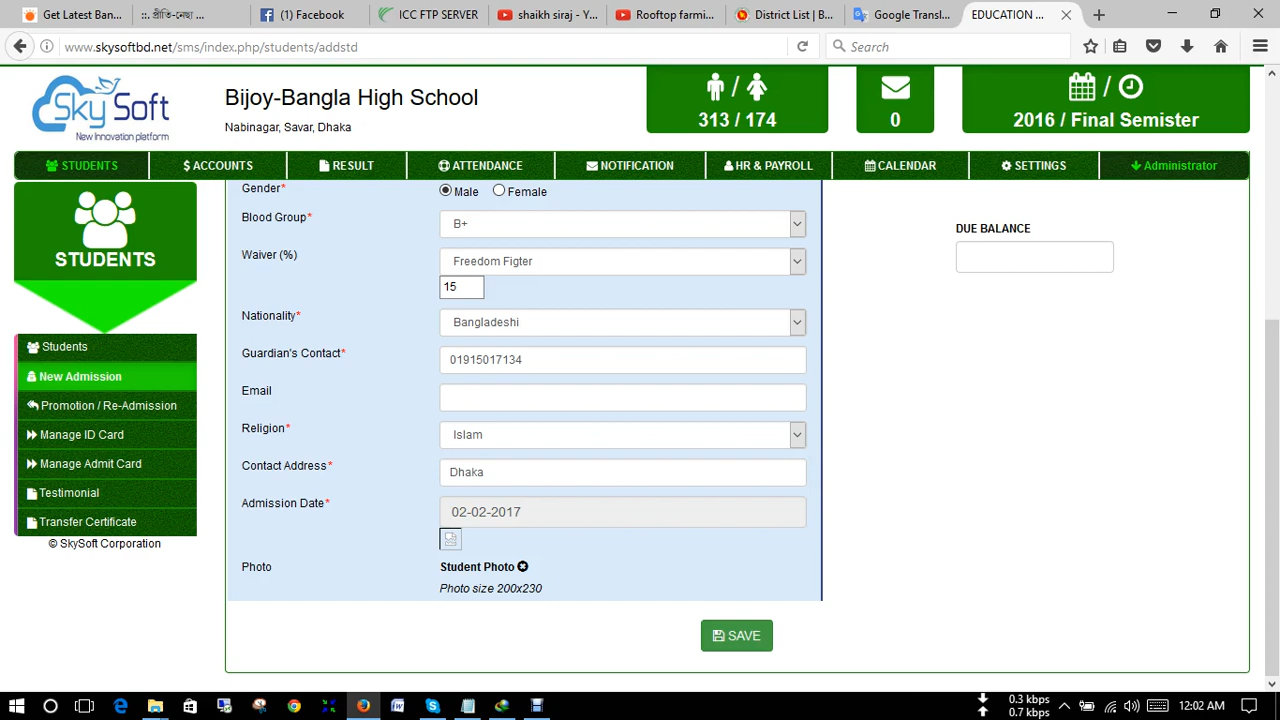 Get Latest Ban...
::. প্রীতি-নেছা ...
(1) Facebook
ICC FTP SERVER
shaikh siraj - Y...
Rooftop farmi...
District List | B...
Google Transl...
EDUCATION ...
www.skysoftbd.net/sms/index.php/students/addstd
Search
Sky Soft
New Innovation platform
Bijoy-Bangla High School
Nabinagar, Savar, Dhaka
/
313 / 174
0
/
2016 / Final Semister
STUDENTS
$ ACCOUNTS
RESULT
ATTENDANCE
NOTIFICATION
HR & PAYROLL
CALENDAR
SETTINGS
Administrator
STUDENTS
Students
New Admission
Promotion / Re-Admission
Manage ID Card
Manage Admit Card
Testimonial
Transfer Certificate
© SkySoft Corporation
Gender* Male Female
Blood Group* B+
Waiver (%) Freedom Figter
15
Nationality* Bangladeshi
Guardian's Contact* 01915017134
Email
Religion* Islam
Contact Address* Dhaka
Admission Date* 02-02-2017
Photo Student Photo
Photo size 200x230
DUE BALANCE
SAVE
0.3 kbps
0.7 kbps
12:02 AM